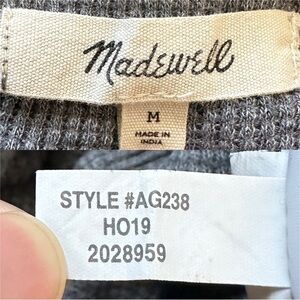 Madewell
M
MADE IN
INDIA
STYLE #AG238
HO19
2028959